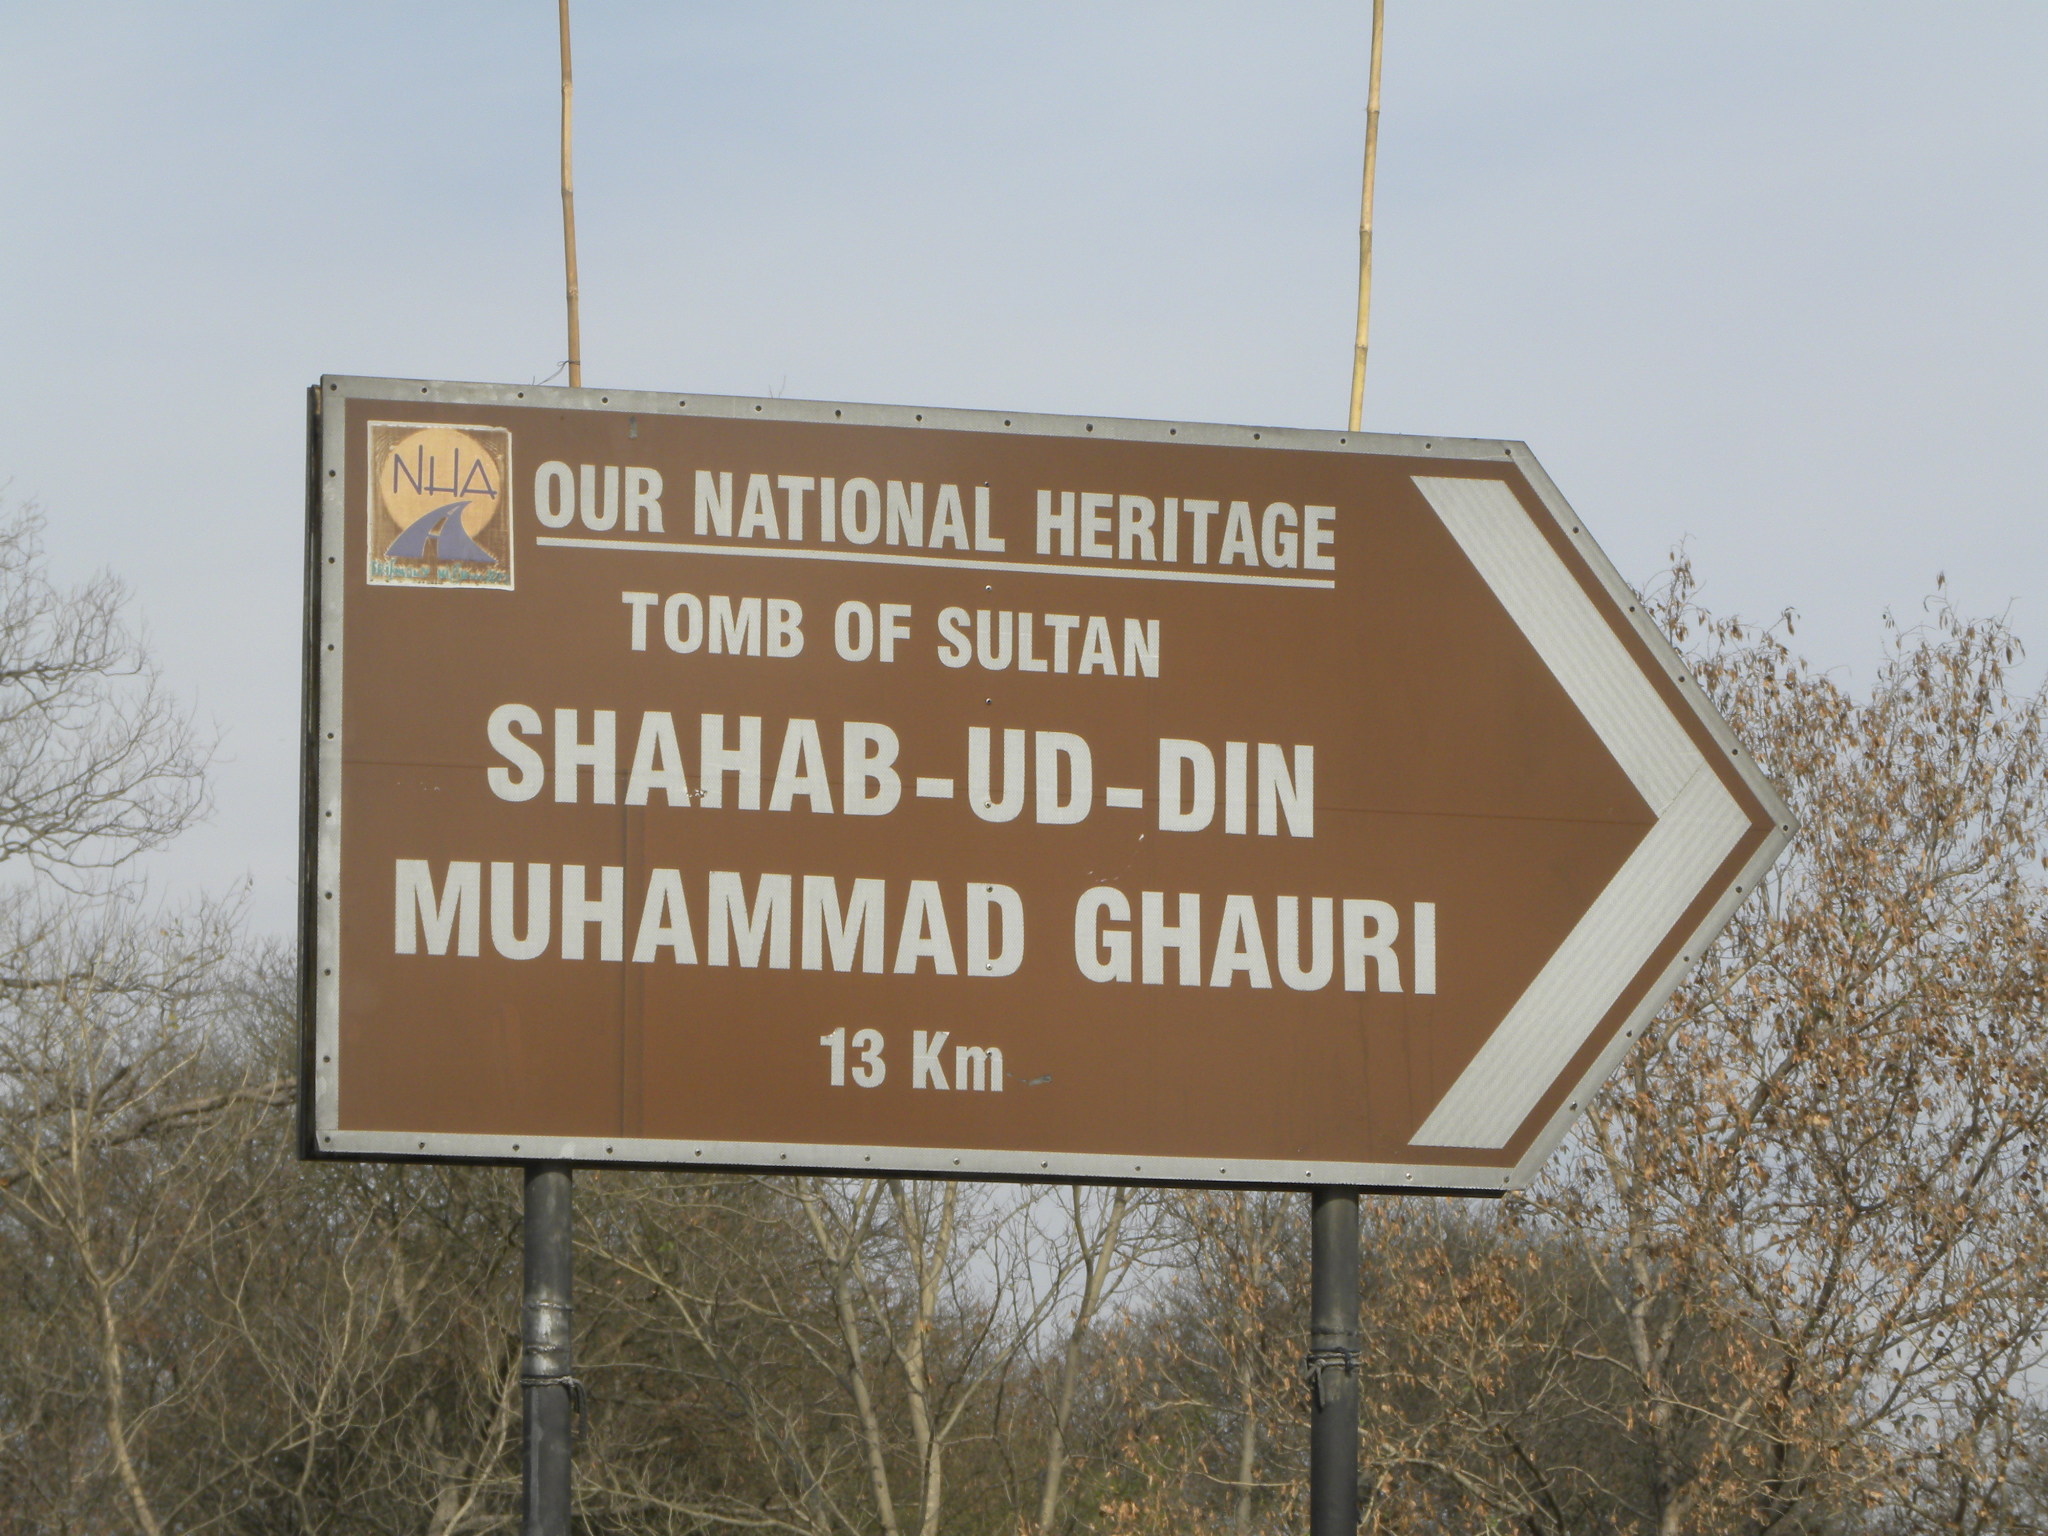 NHA
OUR NATIONAL HERITAGE
TOMB OF SULTAN
SHAHAB-UD-DIN
MUHAMMAD GHAURI
13 Km